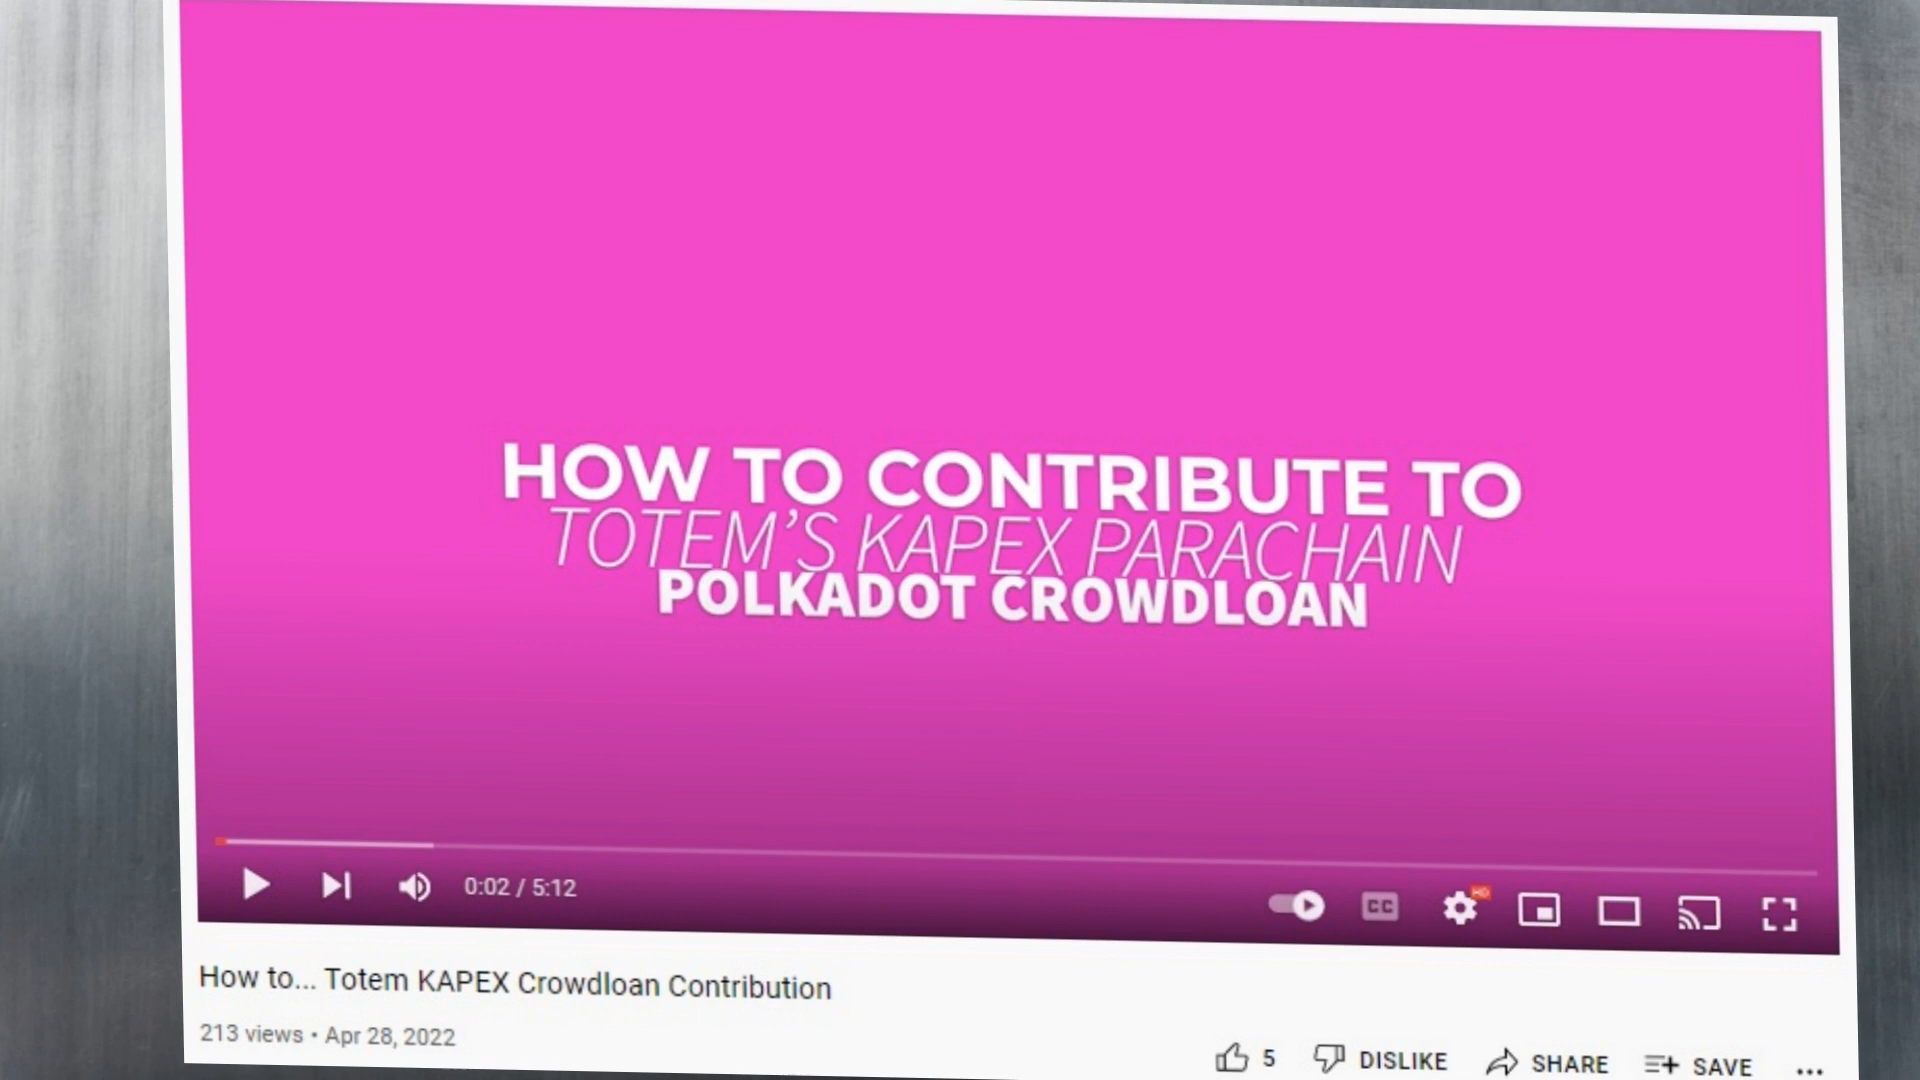 HOW TO CONTRIBUTE TO
TOTEM'S KAPEX PARACHAIN
POLKADOT CROWDLOAN
0:02 / 5:12
CC
HD
How to... Totem KAPEX Crowdloan Contribution
213 views • Apr 28, 2022
5 DISLIKE SHARE SAVE ...